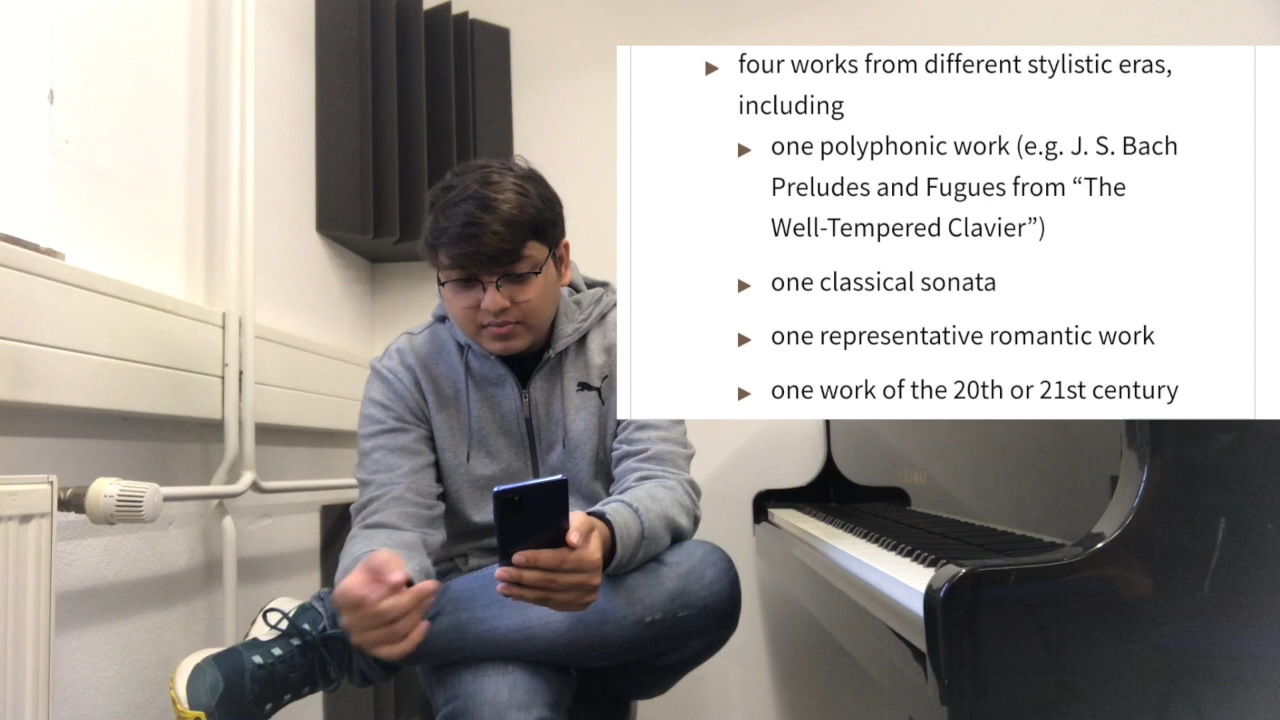 four works from different stylistic eras,
including
one polyphonic work (e.g. J. S. Bach
Preludes and Fugues from “The
Well-Tempered Clavier”)
one classical sonata
one representative romantic work
one work of the 20th or 21st century